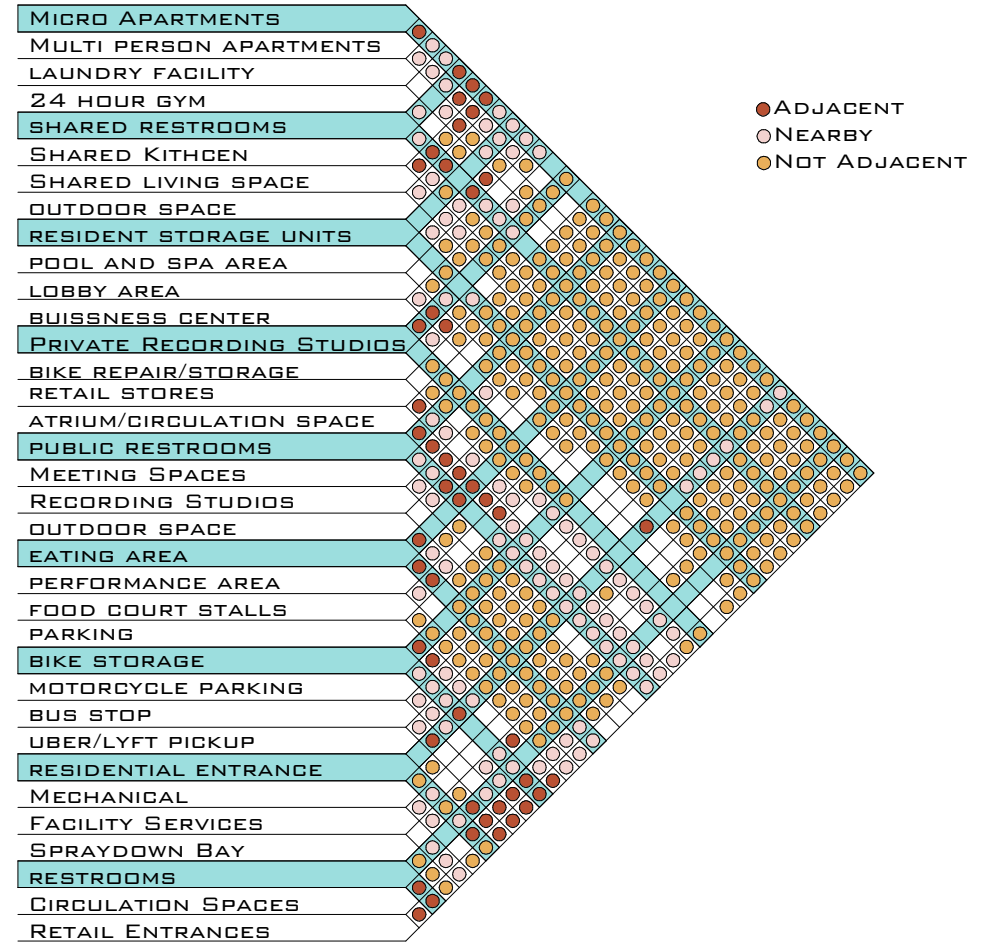 MICRO APARTMENTS
MULTI PERSON APARTMENTS
LAUNDRY FACILITY
24 HOUR GYM
SHARED RESTROOMS
SHARED KITHCEN
SHARED LIVING SPACE
OUTDOOR SPACE
RESIDENT STORAGE UNITS
POOL AND SPA AREA
LOBBY AREA
BUISSNESS CENTER
PRIVATE RECORDING STUDIOS
BIKE REPAIR/STORAGE
RETAIL STORES
ATRIUM/CIRCULATION SPACE
PUBLIC RESTROOMS
MEETING SPACES
RECORDING STUDIOS
OUTDOOR SPACE
EATING AREA
PERFORMANCE AREA
FOOD COURT STALLS
PARKING
BIKE STORAGE
MOTORCYCLE PARKING
BUS STOP
UBER/LYFT PICKUP
RESIDENTIAL ENTRANCE
MECHANICAL
FACILITY SERVICES
SPRAYDOWN BAY
RESTROOMS
CIRCULATION SPACES
RETAIL ENTRANCES
ADJACENT
NEARBY
NOT ADJACENT